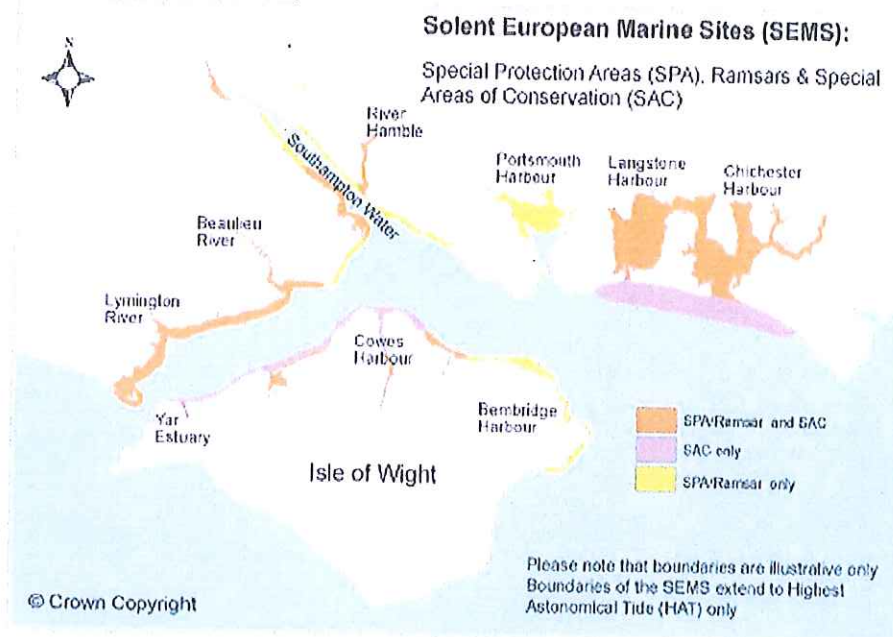 Solent European Marine Sites (SEMS):
Special Protection Areas (SPA). Ramsars & Special
Areas of Conservation (SAC)
N
River
Hamble
Southampton Water
Portsmouth
Harbour
Langstone
Harbour
Chichester
Harbour
Beaulieu
River
Lymington
River
Cowes
Harbour
Yar
Estuary
Bembridge
Harbour
Isle of Wight
SPA/Ramsar and SAC
SAC only
SPA/Ramsar only
Please note that boundaries are illustrative only
Boundaries of the SEMS extend to Highest
Astonomical Tide (HAT) only
© Crown Copyright